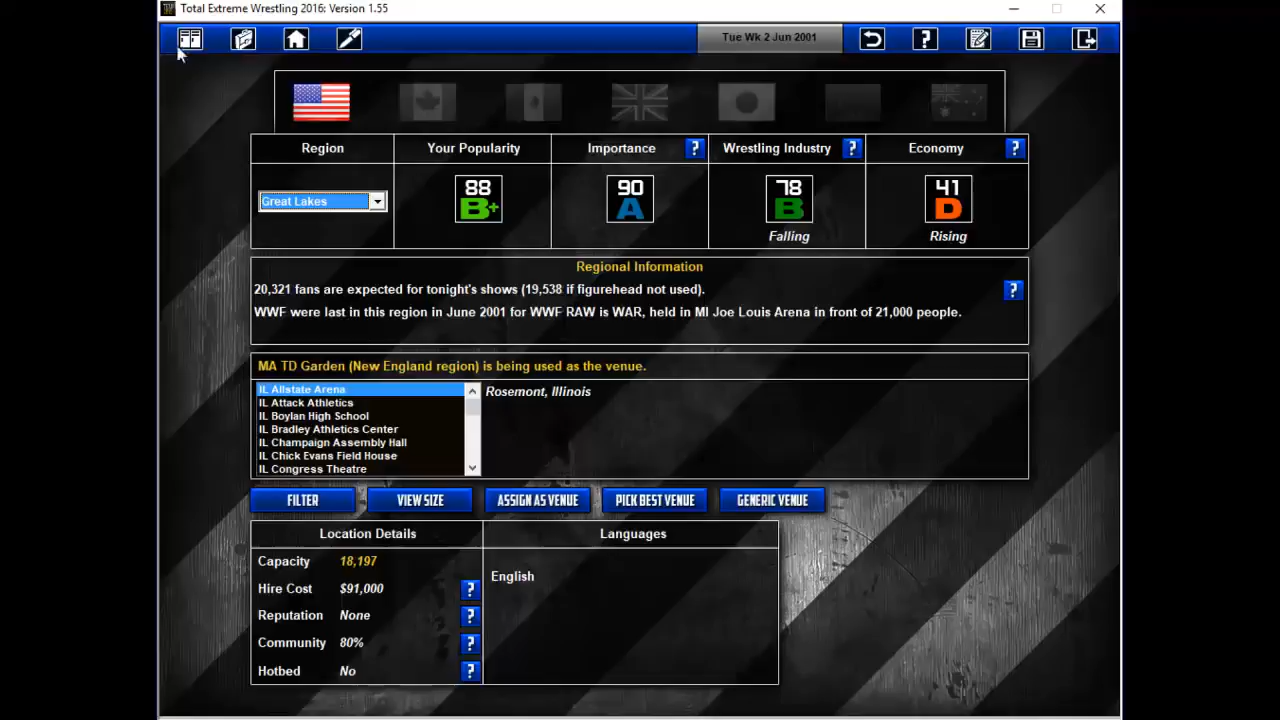 Total Extreme Wrestling 2016: Version 1.55
Tue Wk 2 Jun 2001
Region
Your Popularity
Importance
?
Wrestling Industry
?
Economy
?
Great Lakes
88
B+
90
A
78
B
Falling
41
D
Rising
Regional Information
20,321 fans are expected for tonight's shows (19,538 if figurehead not used).
?
WWF were last in this region in June 2001 for WWF RAW is WAR, held in MI Joe Louis Arena in front of 21,000 people.
MA TD Garden (New England region) is being used as the venue.
IL Allstate Arena
Rosemont, Illinois
IL Attack Athletics
IL Boylan High School
IL Bradley Athletics Center
IL Champaign Assembly Hall
IL Chick Evans Field House
IL Congress Theatre
FILTER
VIEW SIZE
ASSIGN AS VENUE
PICK BEST VENUE
GENERIC VENUE
Location Details
Languages
Capacity 18,197
English
Hire Cost $91,000 ?
Reputation None ?
Community 80% ?
Hotbed No ?